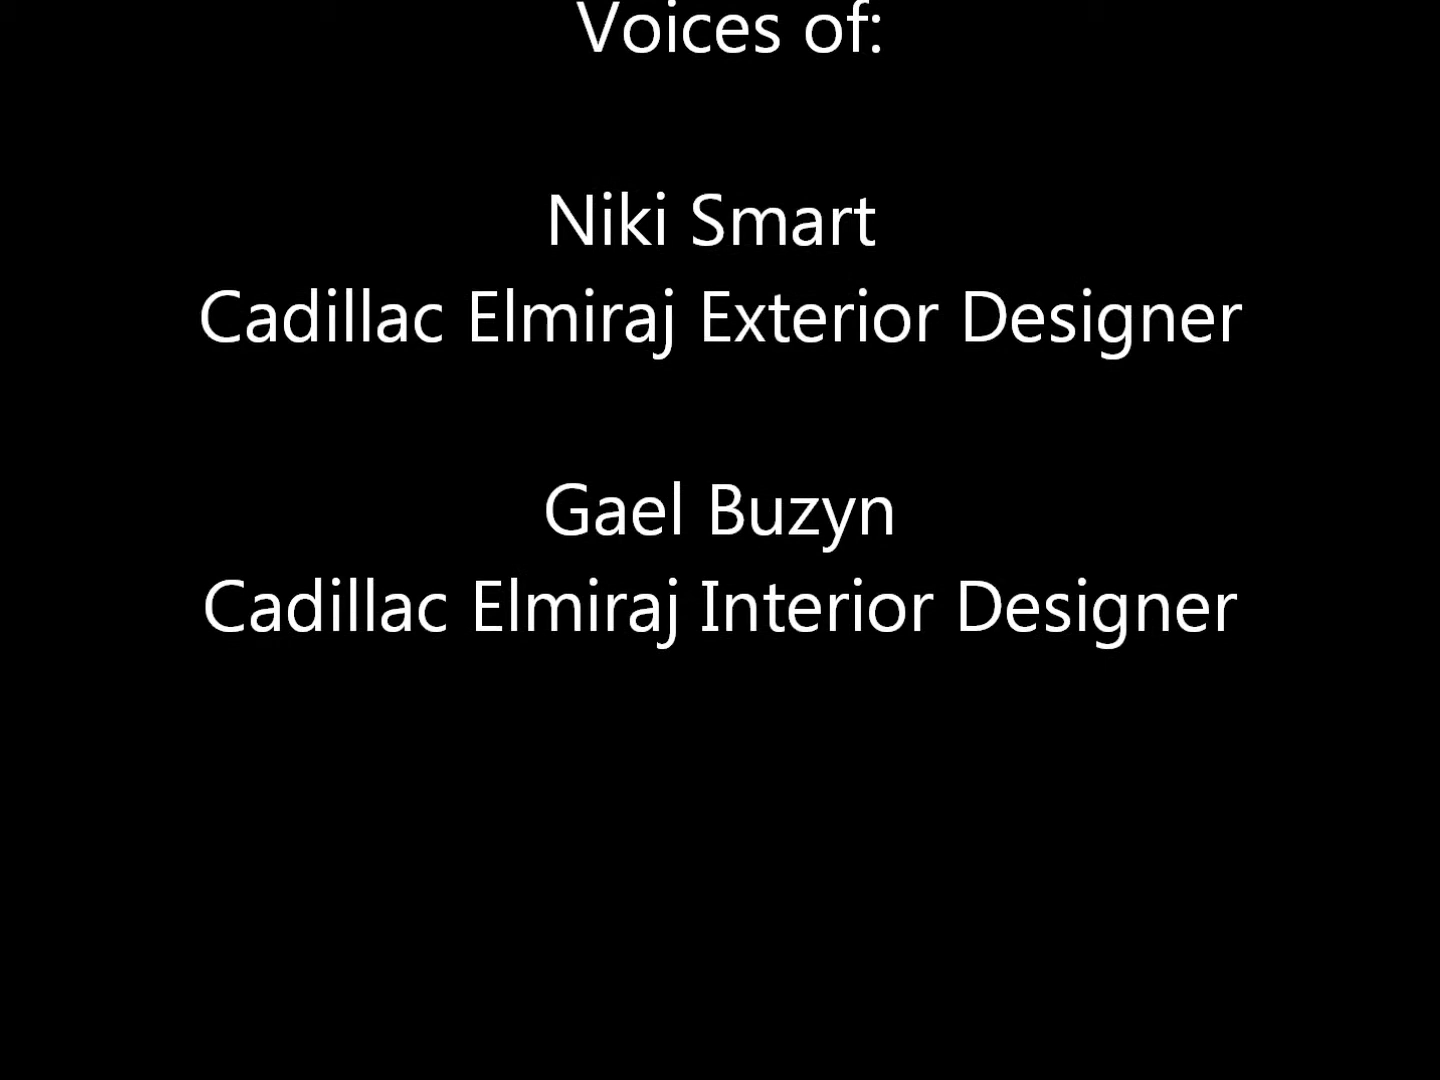 Voices of:
Niki Smart
Cadillac Elmiraj Exterior Designer
Gael Buzyn
Cadillac Elmiraj Interior Designer